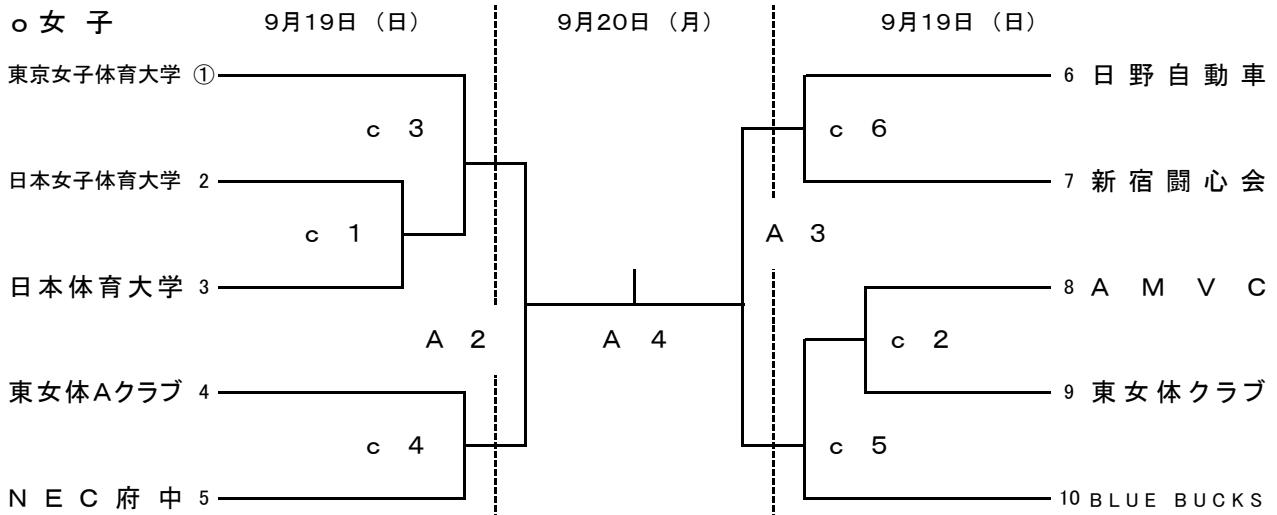 o 女 子 9月19日 (日) 9月20日 (月) 9月19日 (日)
東京女子体育大学 ① 6 日 野 自 動 車
c 3 c 6
日本女子体育大学 2 7 新 宿 闘 心 会
c 1 A 3
日本体育大学 3 8 A M V C
A 2 A 4 c 2
東女体Aクラブ 4 9 東女体クラブ
c 4 c 5
N E C 府 中 5 10 BLUE BUCKS